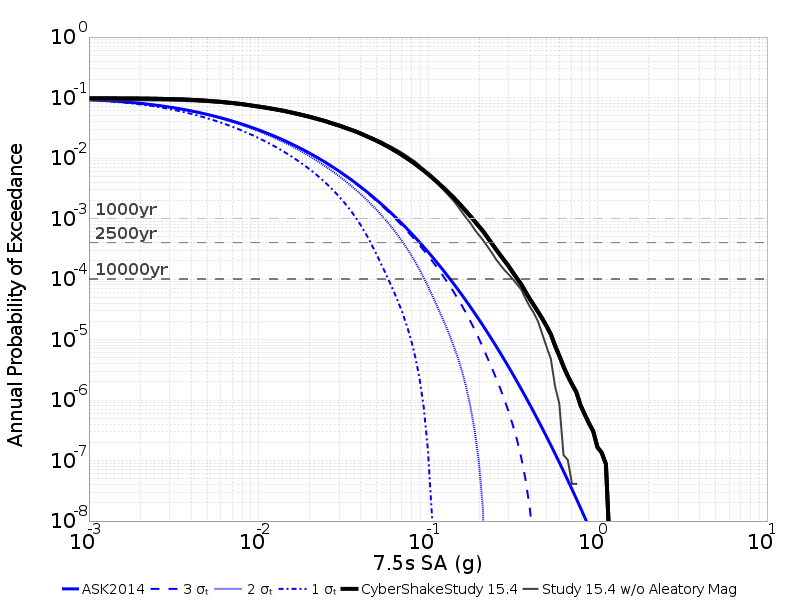 10^0
10^-1
10^-2
10^-3
10^-4
10^-5
10^-6
10^-7
10^-8
Annual Probability of Exceedance
1000yr
2500yr
10000yr
10^-3 10^-2 10^-1 10^0 10^1
7.5s SA (g)
ASK2014 3 σₜ 2 σₜ 1 σₜ CyberShakeStudy 15.4 Study 15.4 w/o Aleatory Mag